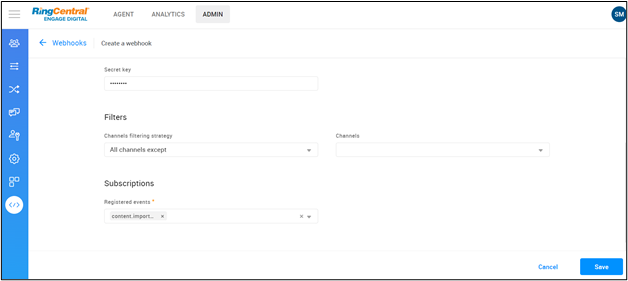 RingCentral
ENGAGE DIGITAL
AGENT
ANALYTICS
ADMIN
SM
Webhooks
Create a webhook
Secret key
••••••••
Filters
Channels filtering strategy
Channels
All channels except
Subscriptions
Registered events *
content.import... ×
Cancel
Save